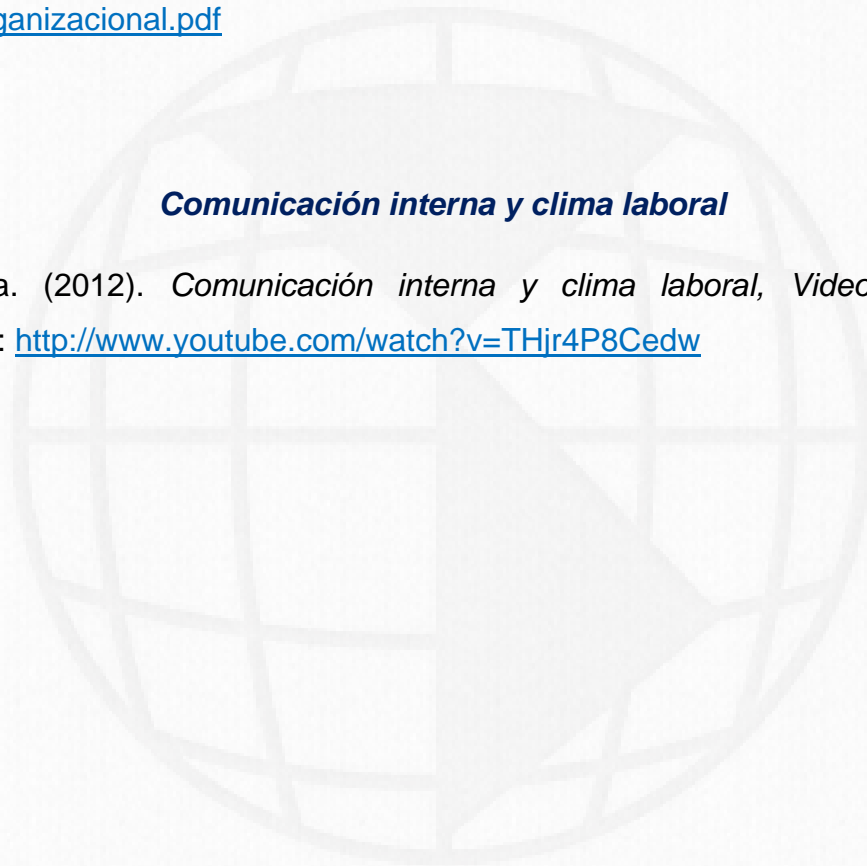 ganizacional.pdf
Comunicación interna y clima laboral
a. (2012). Comunicación interna y clima laboral, Video
: http://www.youtube.com/watch?v=THjr4P8Cedw